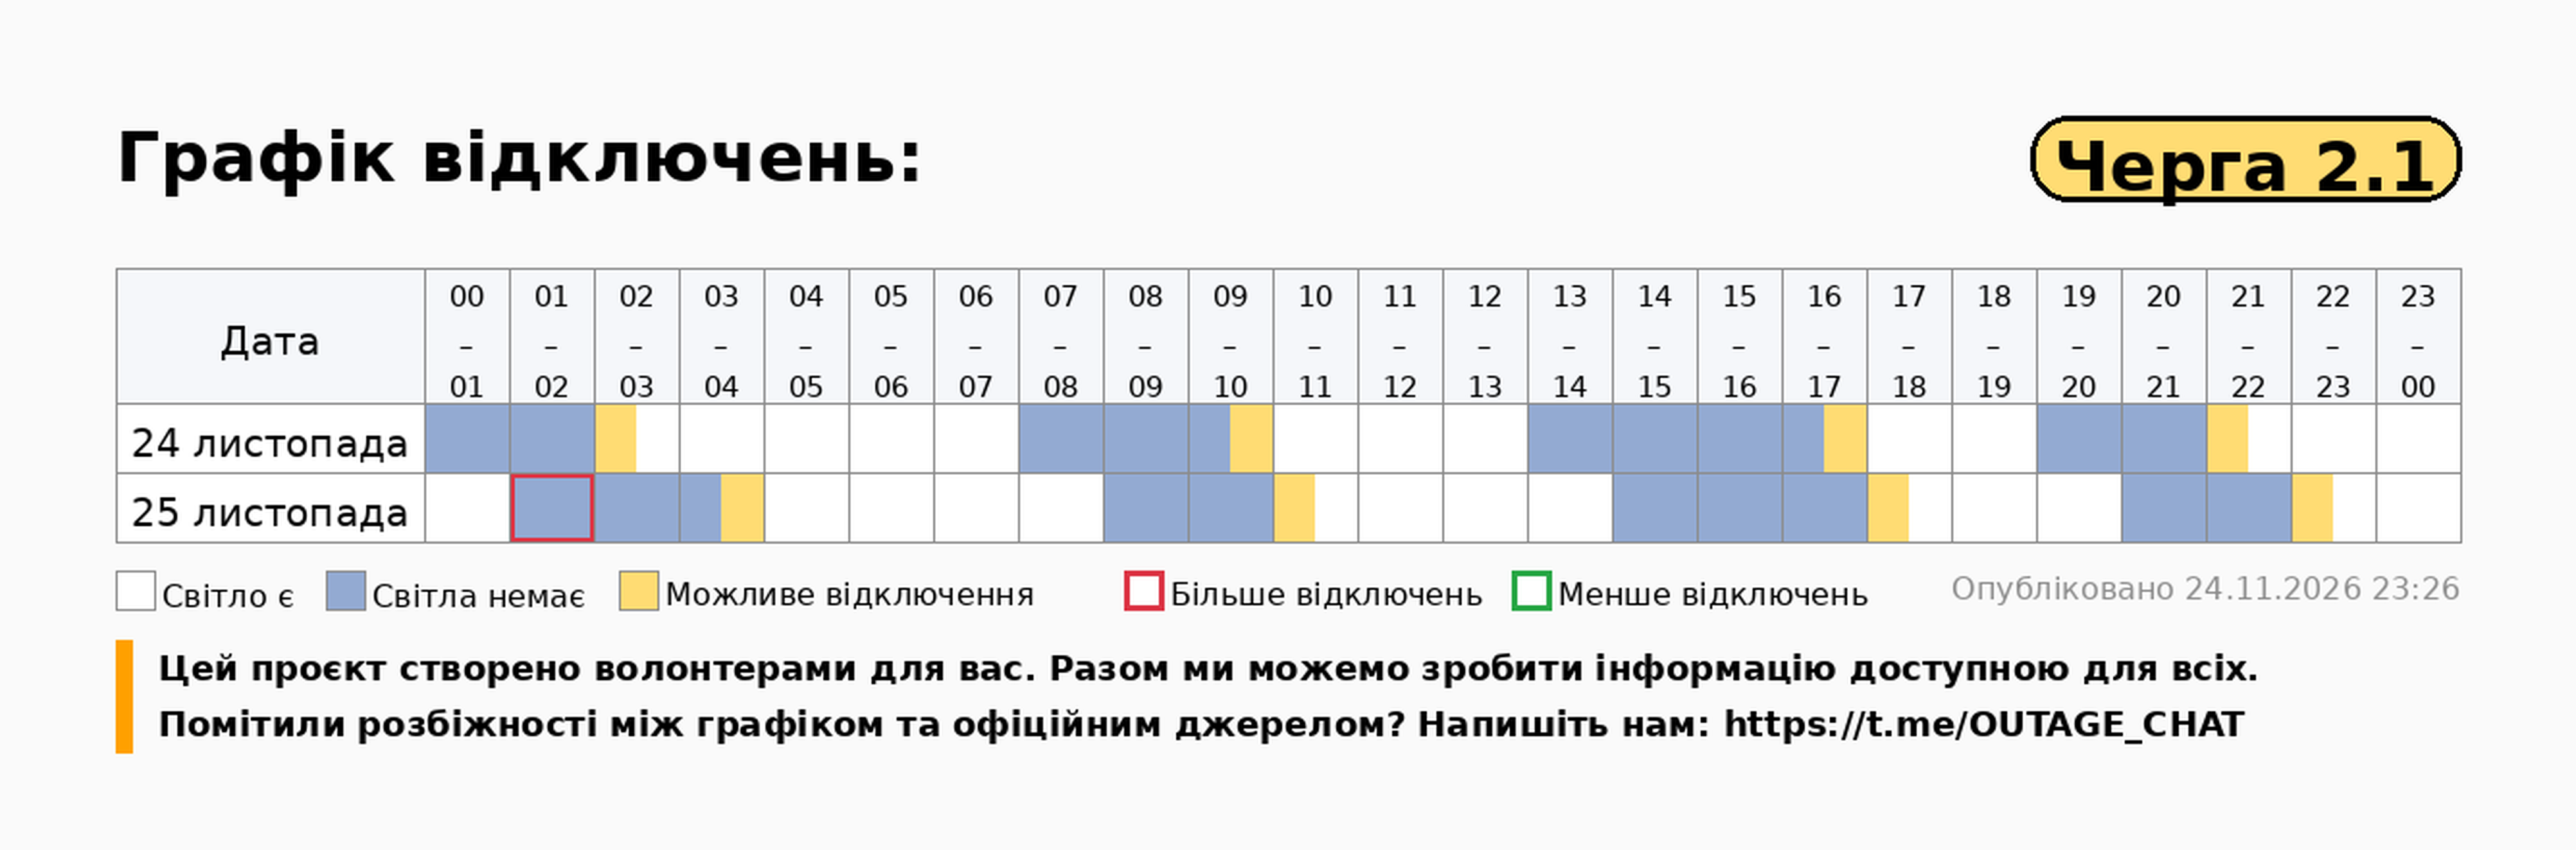 Графік відключень:
Черга 2.1
Дата
00 – 01
01 – 02
02 – 03
03 – 04
04 – 05
05 – 06
06 – 07
07 – 08
08 – 09
09 – 10
10 – 11
11 – 12
12 – 13
13 – 14
14 – 15
15 – 16
16 – 17
17 – 18
18 – 19
19 – 20
20 – 21
21 – 22
22 – 23
23 – 00
24 листопада
25 листопада
Світло є
Світла немає
Можливе відключення
Більше відключень
Менше відключень
Опубліковано 24.11.2026 23:26
Цей проєкт створено волонтерами для вас. Разом ми можемо зробити інформацію доступною для всіх.
Помітили розбіжності між графіком та офіційним джерелом? Напишіть нам: https://t.me/OUTAGE_CHAT